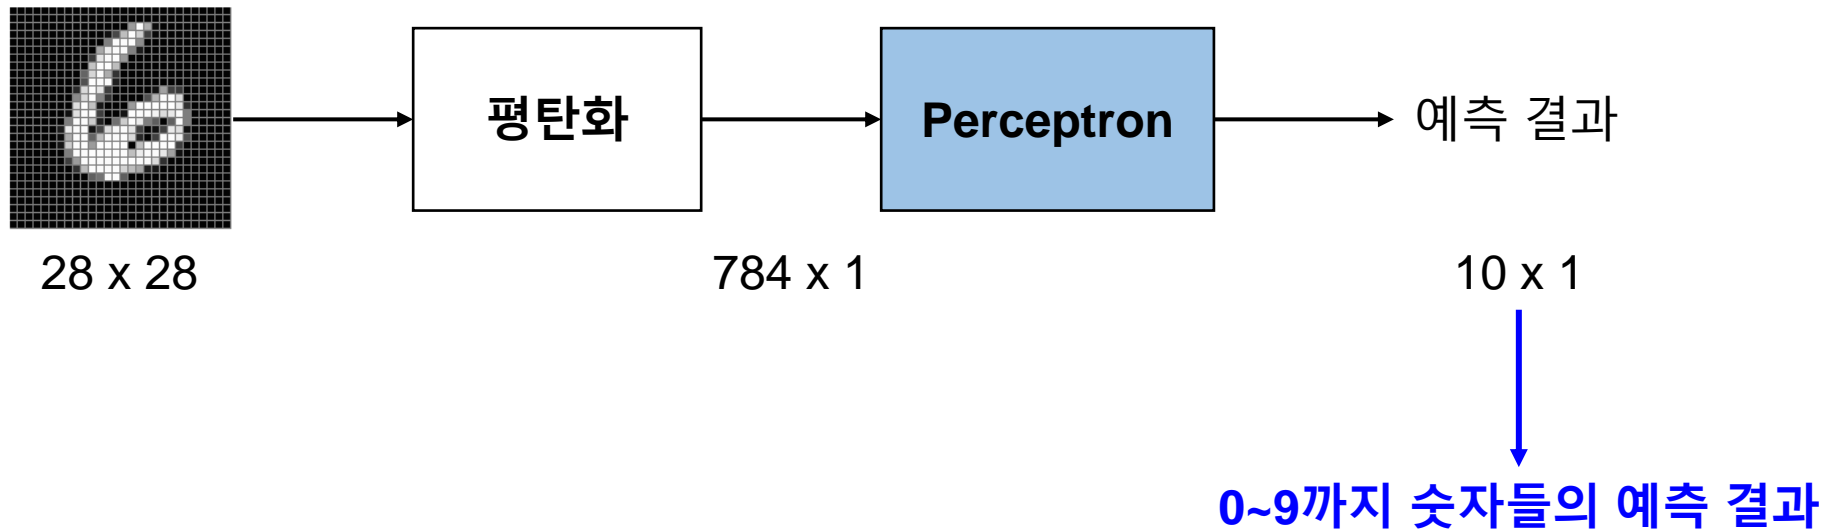 평탄화
Perceptron
예측 결과
28 x 28
784 x 1
10 x 1
0~9까지 숫자들의 예측 결과